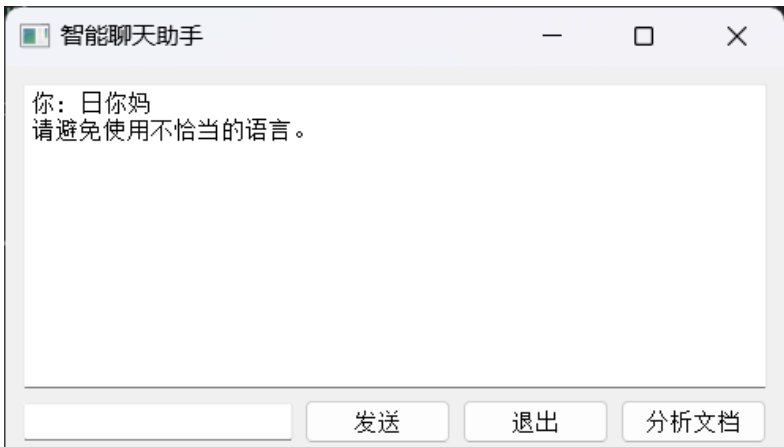 智能聊天助手
你: 日你妈
请避免使用不恰当的语言。
发送
退出
分析文档